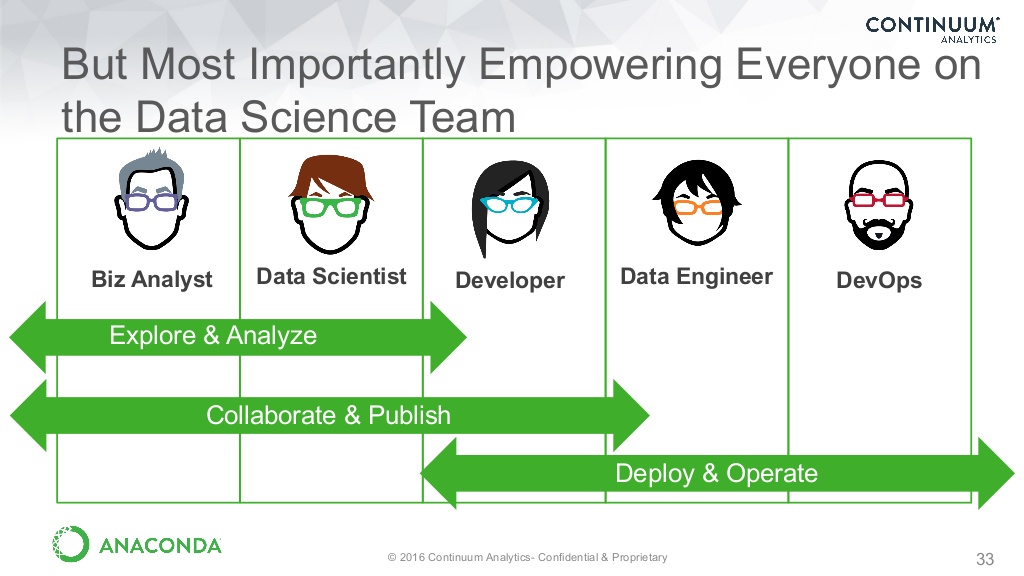 CONTINUUM
ANALYTICS
But Most Importantly Empowering Everyone on
the Data Science Team
Biz Analyst
Data Scientist
Developer
Data Engineer
DevOps
Explore & Analyze
Collaborate & Publish
Deploy & Operate
ANACONDA
© 2016 Continuum Analytics- Confidential & Proprietary
33